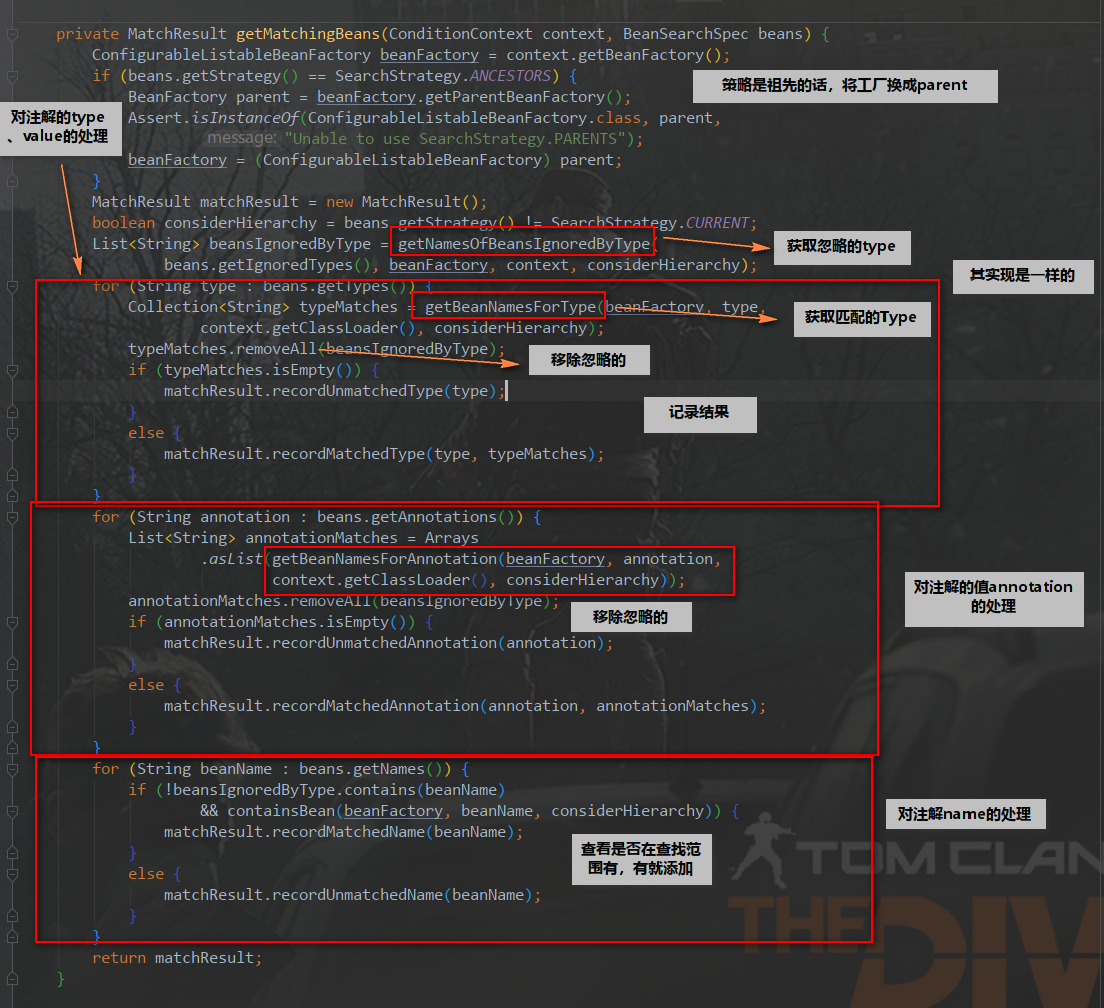 private MatchResult getMatchingBeans(ConditionContext context, BeanSearchSpec beans) {
ConfigurableListableBeanFactory beanFactory = context.getBeanFactory();
if (beans.getStrategy() == SearchStrategy.ANCESTORS) {
策略是祖先的话，将工厂换成parent
BeanFactory parent = beanFactory.getParentBeanFactory();
对注解的type
、value的处理
Assert.isInstanceOf(ConfigurableListableBeanFactory.class, parent,
message: "Unable to use SearchStrategy.PARENTS");
beanFactory = (ConfigurableListableBeanFactory) parent;
}
MatchResult matchResult = new MatchResult();
boolean considerHierarchy = beans.getStrategy() != SearchStrategy.CURRENT;
List<String> beansIgnoredByType = getNamesOfBeansIgnoredByType(
获取忽略的type
beans.getIgnoredTypes(), beanFactory, context, considerHierarchy);
其实现是一样的
for (String type : beans.getTypes()) {
Collection<String> typeMatches = getBeanNamesForType(beanFactory, type,
获取匹配的Type
context.getClassLoader(), considerHierarchy);
typeMatches.removeAll(beansIgnoredByType);
移除忽略的
if (typeMatches.isEmpty()) {
matchResult.recordUnmatchedType(type);
}
记录结果
else {
matchResult.recordMatchedType(type, typeMatches);
}
}
for (String annotation : beans.getAnnotations()) {
List<String> annotationMatches = Arrays
.asList(getBeanNamesForAnnotation(beanFactory, annotation,
context.getClassLoader(), considerHierarchy));
对注解的值annotation
的处理
annotationMatches.removeAll(beansIgnoredByType);
移除忽略的
if (annotationMatches.isEmpty()) {
matchResult.recordUnmatchedAnnotation(annotation);
}
else {
matchResult.recordMatchedAnnotation(annotation, annotationMatches);
}
}
for (String beanName : beans.getNames()) {
if (!beansIgnoredByType.contains(beanName)
&& containsBean(beanFactory, beanName, considerHierarchy)) {
对注解name的处理
matchResult.recordMatchedName(beanName);
}
查看是否在查找范
围有，有就添加
else {
matchResult.recordUnmatchedName(beanName);
}
}
return matchResult;
}
TOM CLAN
THE DIV